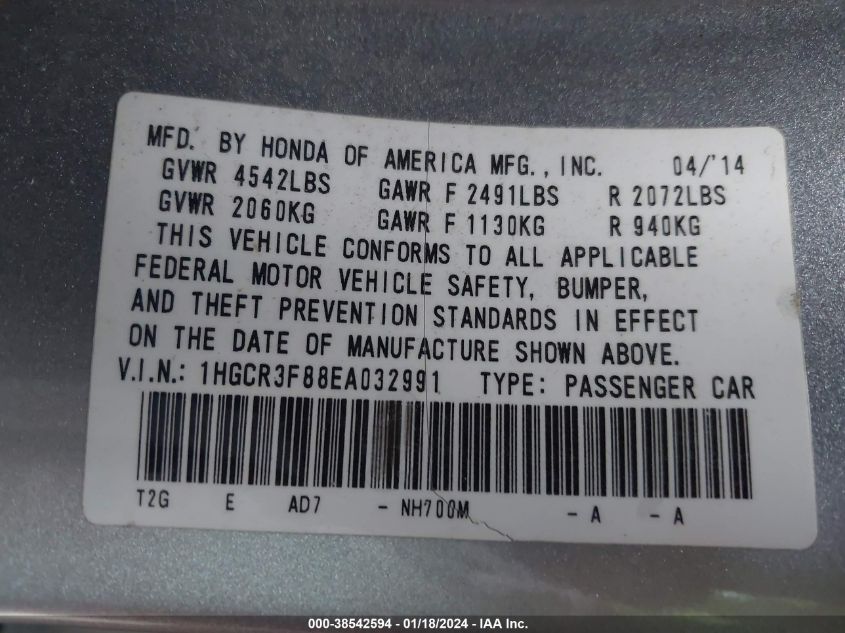 MFD. BY HONDA OF AMERICA MFG., INC. 04/'14
GVWR 4542LBS GAWR F 2491LBS R 2072LBS
GVWR 2060KG GAWR F 1130KG R 940KG
THIS VEHICLE CONFORMS TO ALL APPLICABLE
FEDERAL MOTOR VEHICLE SAFETY, BUMPER,
AND THEFT PREVENTION STANDARDS IN EFFECT
ON THE DATE OF MANUFACTURE SHOWN ABOVE.
V.I.N.: 1HGCR3F88EA032991 TYPE: PASSENGER CAR
T2G E AD7 - NH700M - A - A
000-38542594 - 01/18/2024 - IAA Inc.